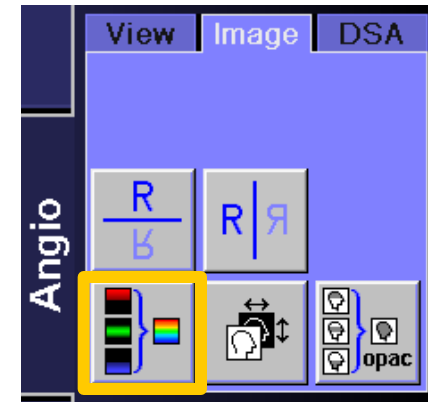 View Image DSA
Angio
R
R
R R
opac